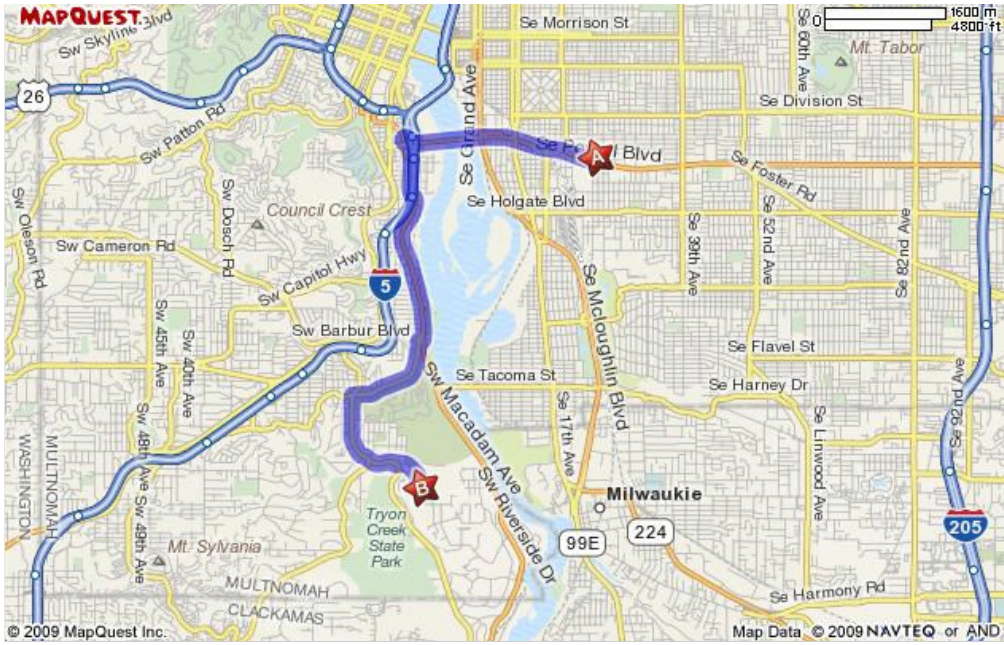 MAPQUEST.
Sw Skyline Blvd
Se Morrison St
Se 60th Ave
0
1600 m
4800 ft
Mt. Tabor
26
Se Grand Ave
Se Division St
Sw Patton Rd
Se Powell Blvd
A
Se Foster Rd
Sw Oleson Rd
Sw Dosch Rd
Council Crest
Se Holgate Blvd
Se 39th Ave
Se 52nd Ave
Se 82nd Ave
Sw Cameron Rd
Sw Capitol Hwy
5
Se Mcloughlin Blvd
Sw 45th Ave
Sw 40th Ave
Sw Barbur Blvd
Se Flavel St
Se Tacoma St
Se Harney Dr
Sw Macadam Ave
Se 17th Ave
Se 92nd Ave
Sw 48th Ave
Se Linwood Ave
WASHINGTON
MULTNOMAH
B
Sw Riverside Dr
Milwaukie
Sw 49th Ave
Tryon
Creek
State
Park
99E
224
205
Mt. Sylvania
MULTNOMAH
CLACKAMAS
Se Harmony Rd
© 2009 MapQuest Inc.
Map Data © 2009 NAVTEQ or AND